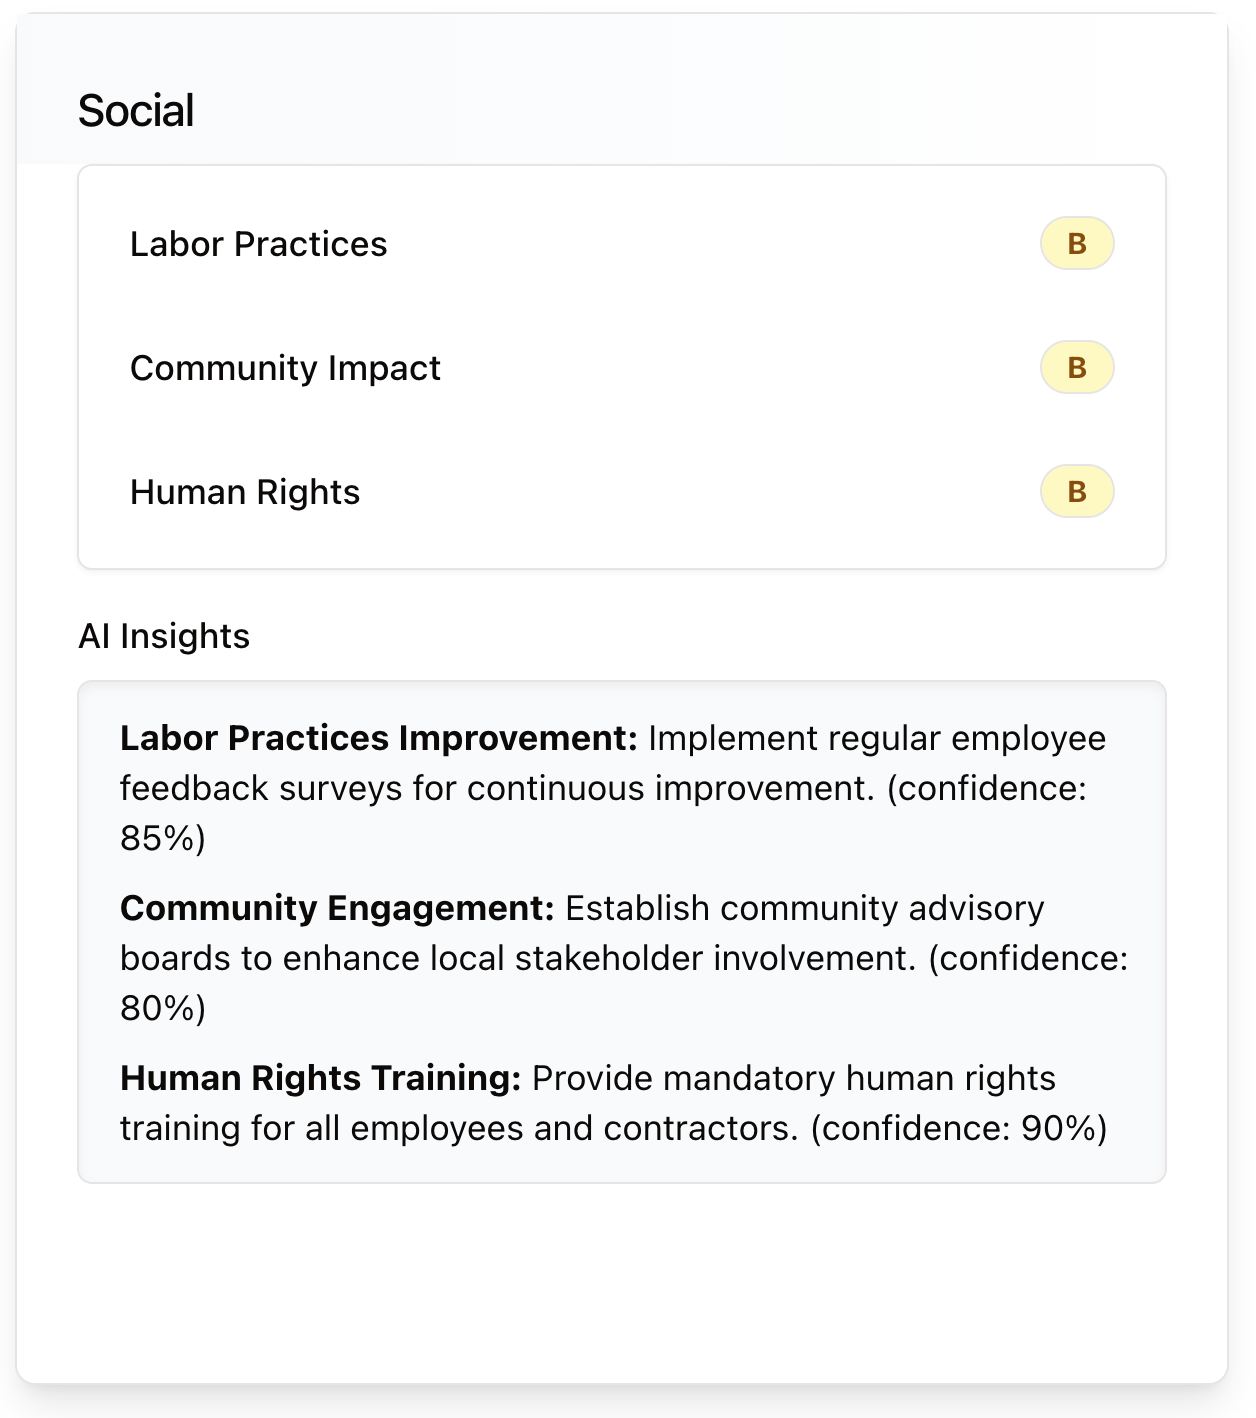 Social
Labor Practices
B
Community Impact
B
Human Rights
B
AI Insights
Labor Practices Improvement: Implement regular employee
feedback surveys for continuous improvement. (confidence:
85%)
Community Engagement: Establish community advisory
boards to enhance local stakeholder involvement. (confidence:
80%)
Human Rights Training: Provide mandatory human rights
training for all employees and contractors. (confidence: 90%)